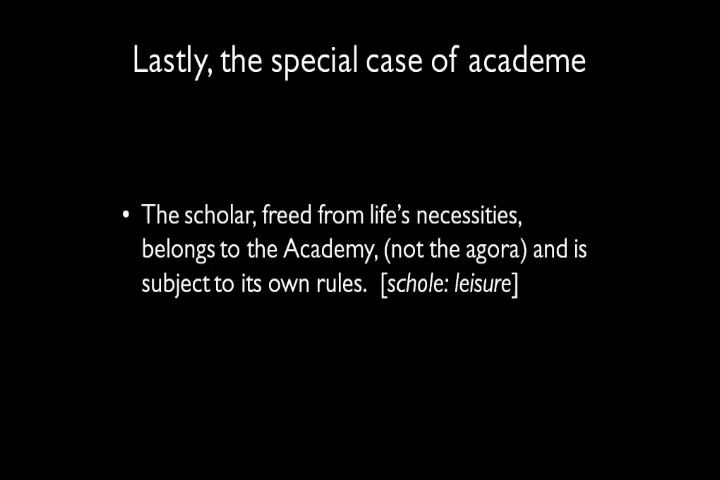 Lastly, the special case of academe
• The scholar, freed from life’s necessities,
belongs to the Academy, (not the agora) and is
subject to its own rules.  [schole: leisure]